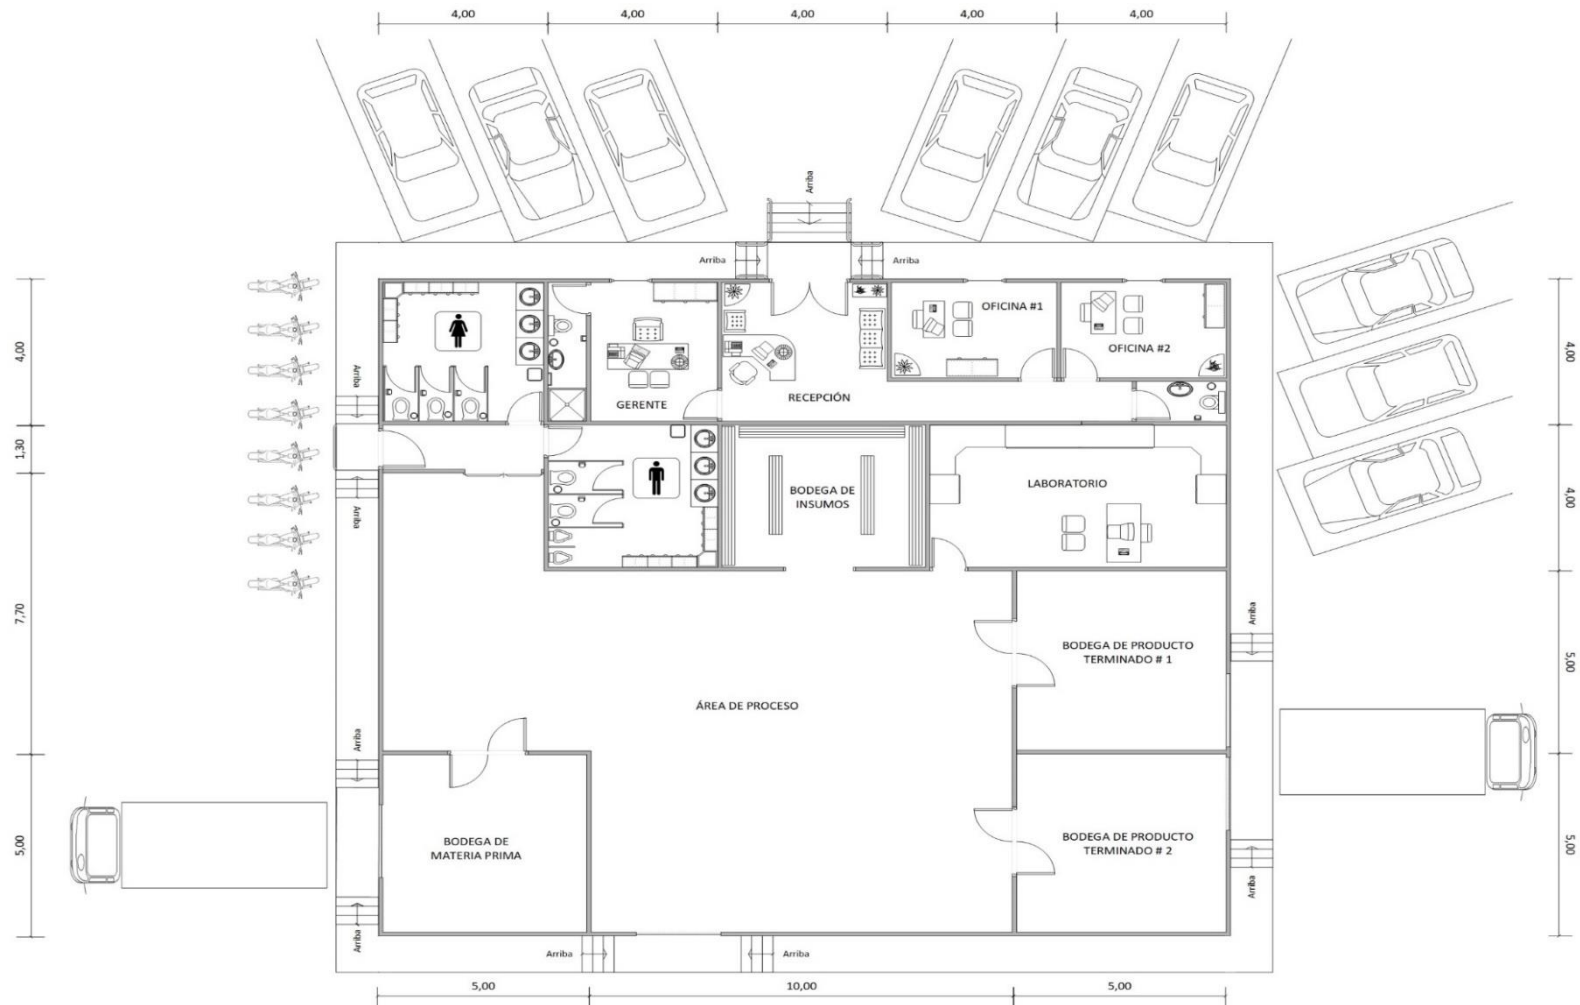 4,00 4,00 4,00 4,00 4,00
Arriba
Arriba Arriba
4,00
OFICINA #1
OFICINA #2
4,00
Arriba
GERENTE
RECEPCIÓN
1,30
BODEGA DE
INSUMOS
LABORATORIO
4,00
Arriba
7,70
Arriba
BODEGA DE PRODUCTO
TERMINADO # 1
5,00
ÁREA DE PROCESO
Arriba
BODEGA DE
MATERIA PRIMA
5,00
BODEGA DE PRODUCTO
TERMINADO # 2
5,00
Arriba
Arriba
Arriba Arriba
5,00 10,00 5,00